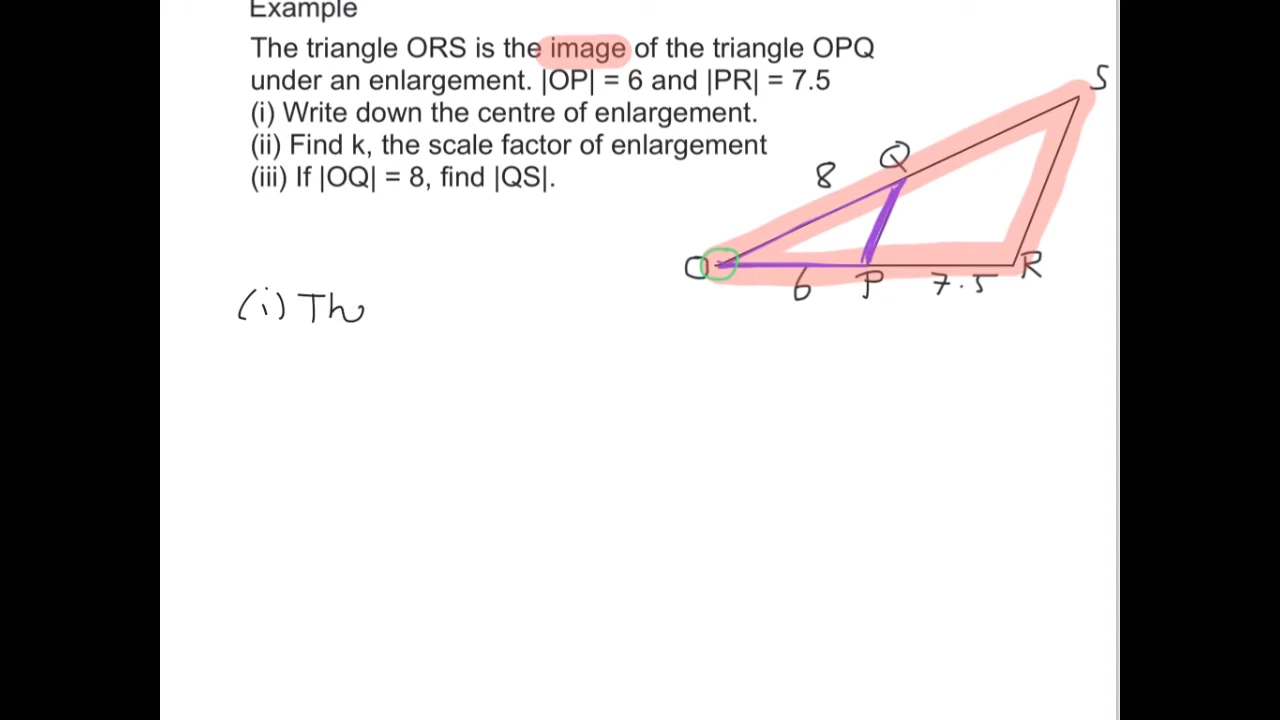 Example
The triangle ORS is the image of the triangle OPQ
under an enlargement. |OP| = 6 and |PR| = 7.5
(i) Write down the centre of enlargement.
(ii) Find k, the scale factor of enlargement
(iii) If |OQ| = 8, find |QS|.
S
Q
8
O
R
6
P
7.5
(i) The